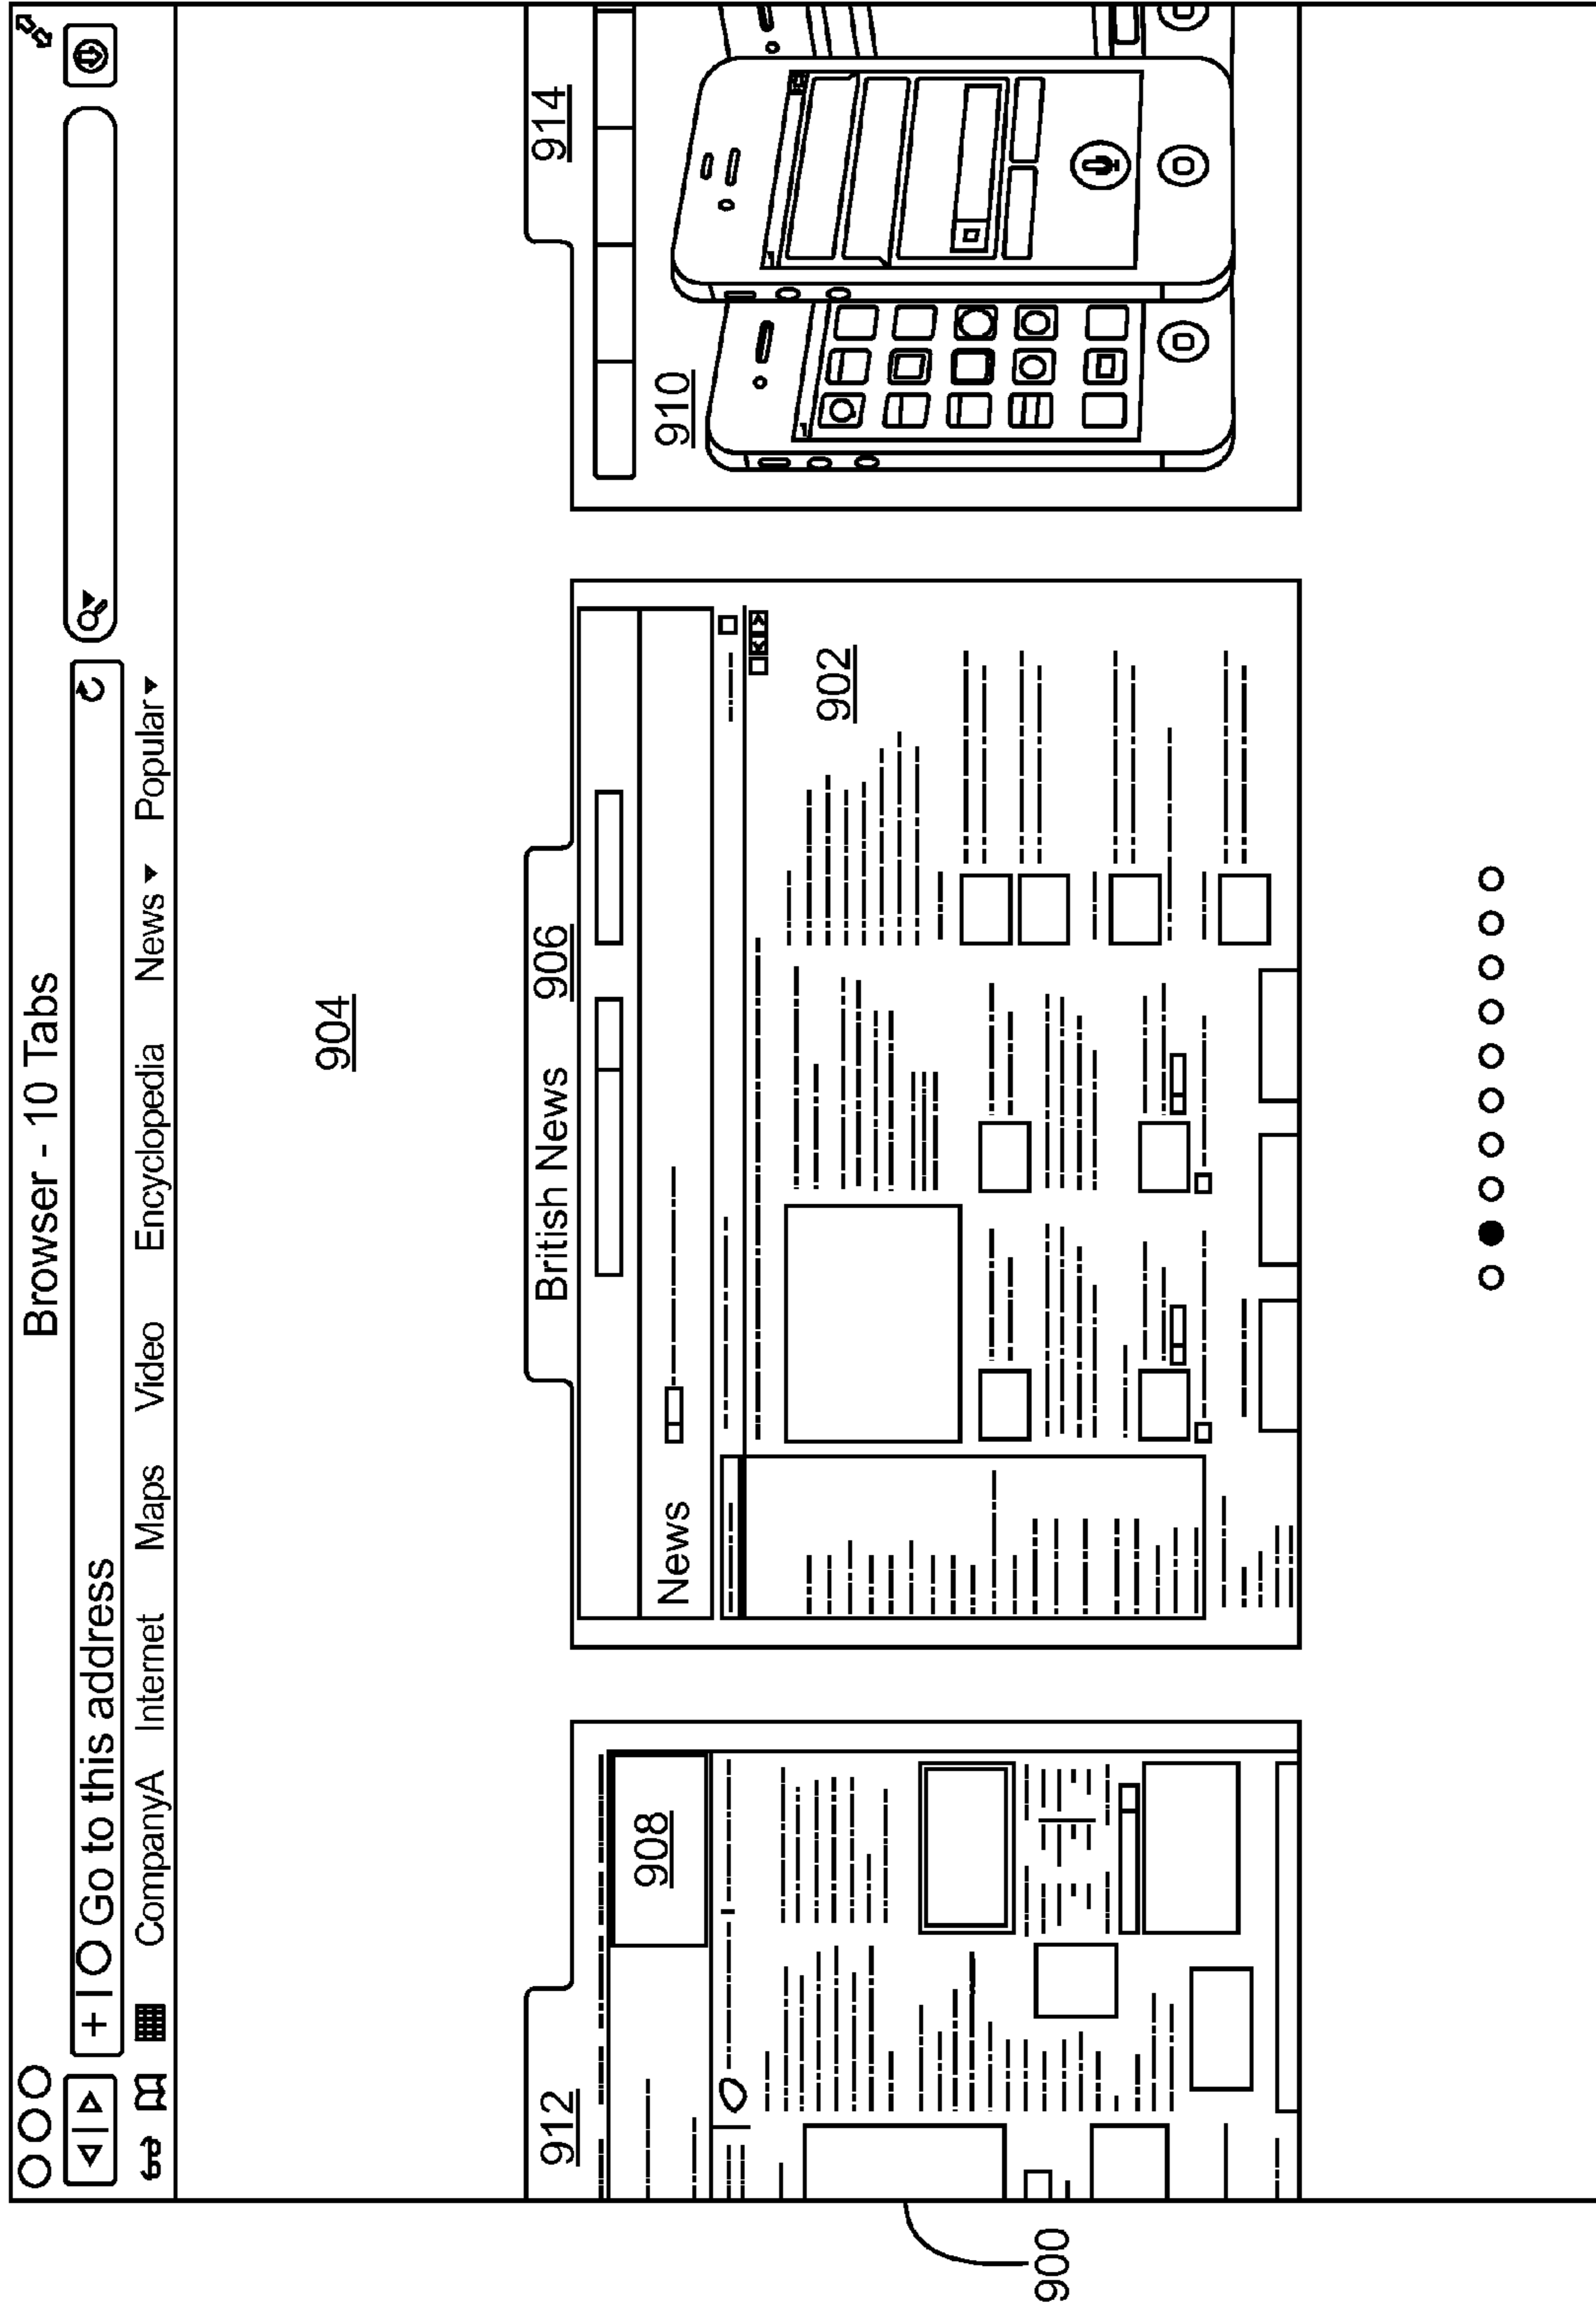 Browser - 10 Tabs
+ Go to this address
CompanyA Internet Maps Video Encyclopedia News Popular
904
912
British News 906
914
908
News
910
902
900